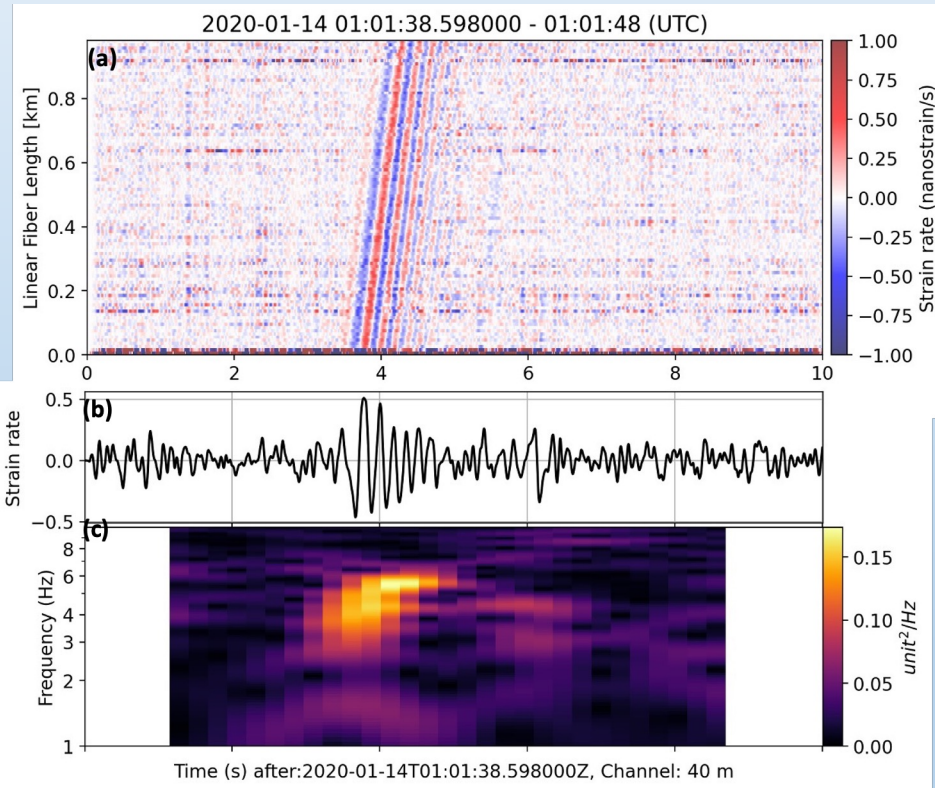 2020-01-14 01:01:38.598000 - 01:01:48 (UTC)
(a)
Linear Fiber Length [km]
0.8
0.6
0.4
0.2
0.0
0 2 4 6 8 10
1.00
0.75
0.50
0.25
0.00
−0.25
−0.50
−0.75
−1.00
Strain rate (nanostrain/s)
(b)
Strain rate
0.5
0.0
−0.5
(c)
Frequency (Hz)
8
6
4
3
2
1
0.15
0.10
0.05
0.00
unit²/Hz
Time (s) after:2020-01-14T01:01:38.598000Z, Channel: 40 m